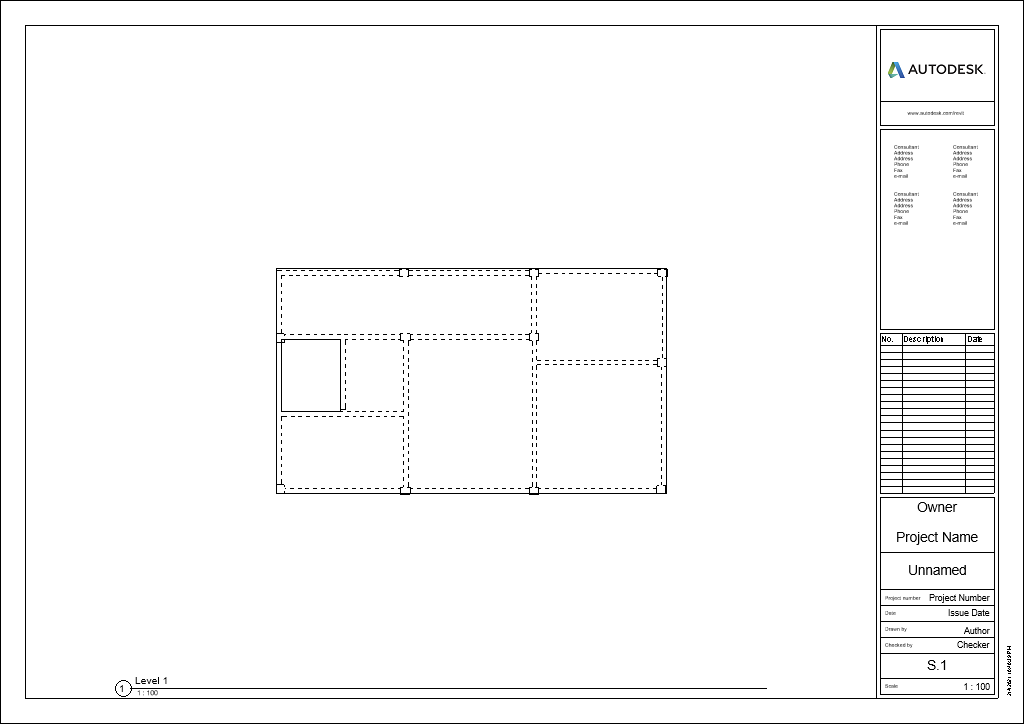 AUTODESK.
www.autodesk.com/revit
Consultant
Address
Address
Phone
Fax
e-mail
Consultant
Address
Address
Phone
Fax
e-mail
Consultant
Address
Address
Phone
Fax
e-mail
Consultant
Address
Address
Phone
Fax
e-mail
No. Description Date
Owner
Project Name
Unnamed
Project number Project Number
Date Issue Date
Drawn by Author
Checked by Checker
S.1
Scale 1 : 100
1 Level 1
1 : 100